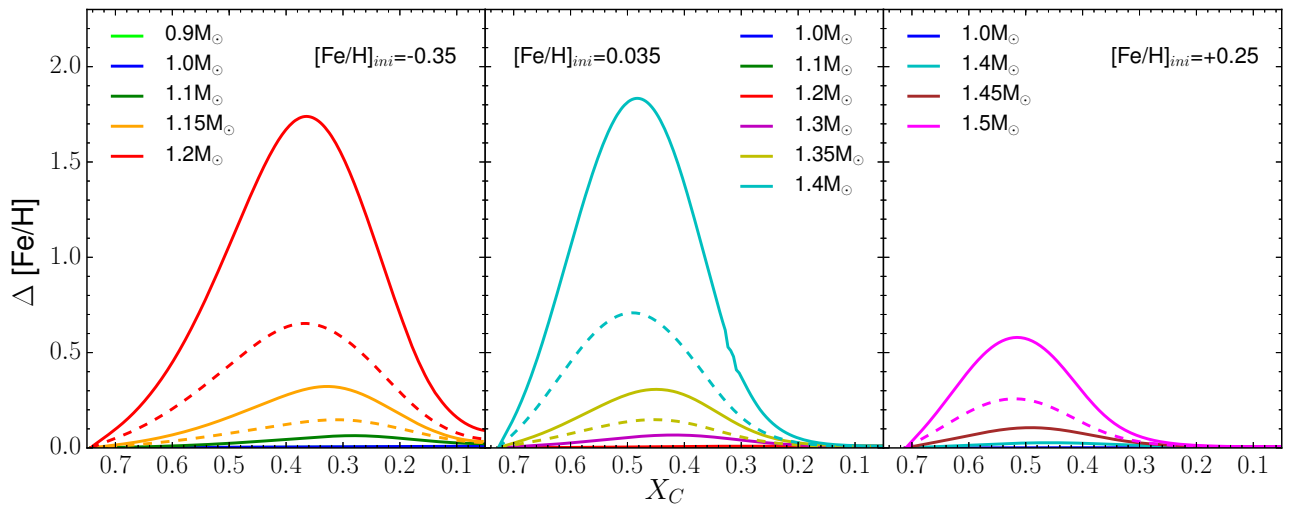 Δ [Fe/H]
2.0
1.5
1.0
0.5
0.0
0.9M☉
1.0M☉
1.1M☉
1.15M☉
1.2M☉
[Fe/H]ini=-0.35
0.7 0.6 0.5 0.4 0.3 0.2 0.1
[Fe/H]ini=0.035
1.0M☉
1.1M☉
1.2M☉
1.3M☉
1.35M☉
1.4M☉
0.7 0.6 0.5 0.4 0.3 0.2 0.1
1.0M☉
1.4M☉
1.45M☉
1.5M☉
[Fe/H]ini=+0.25
0.7 0.6 0.5 0.4 0.3 0.2 0.1
XC